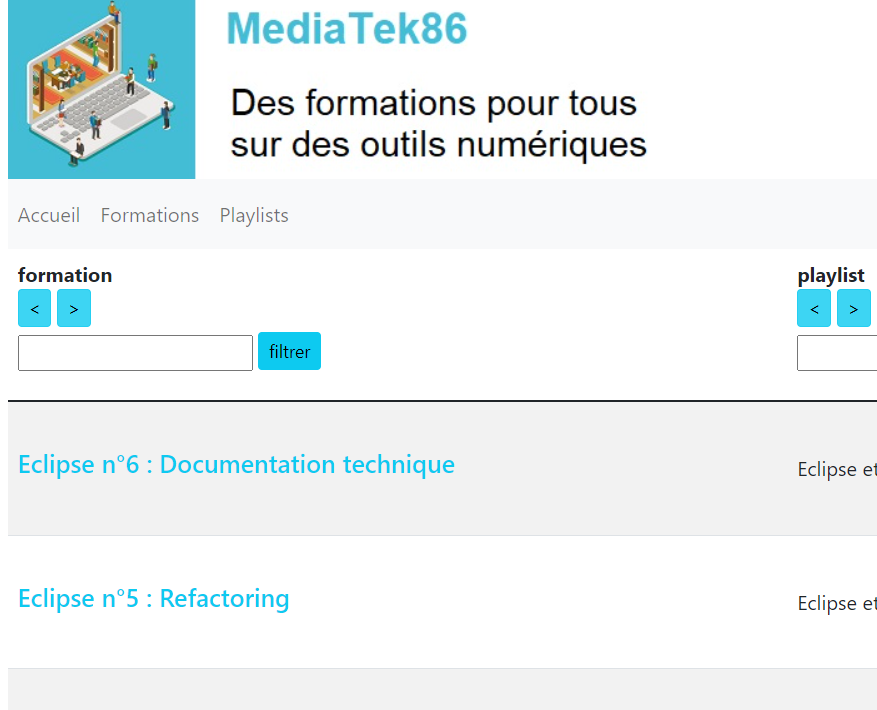 MediaTek86
Des formations pour tous
sur des outils numériques
Accueil Formations Playlists
formation playlist
< > < >
filtrer
Eclipse n°6 : Documentation technique Eclipse et
Eclipse n°5 : Refactoring Eclipse et